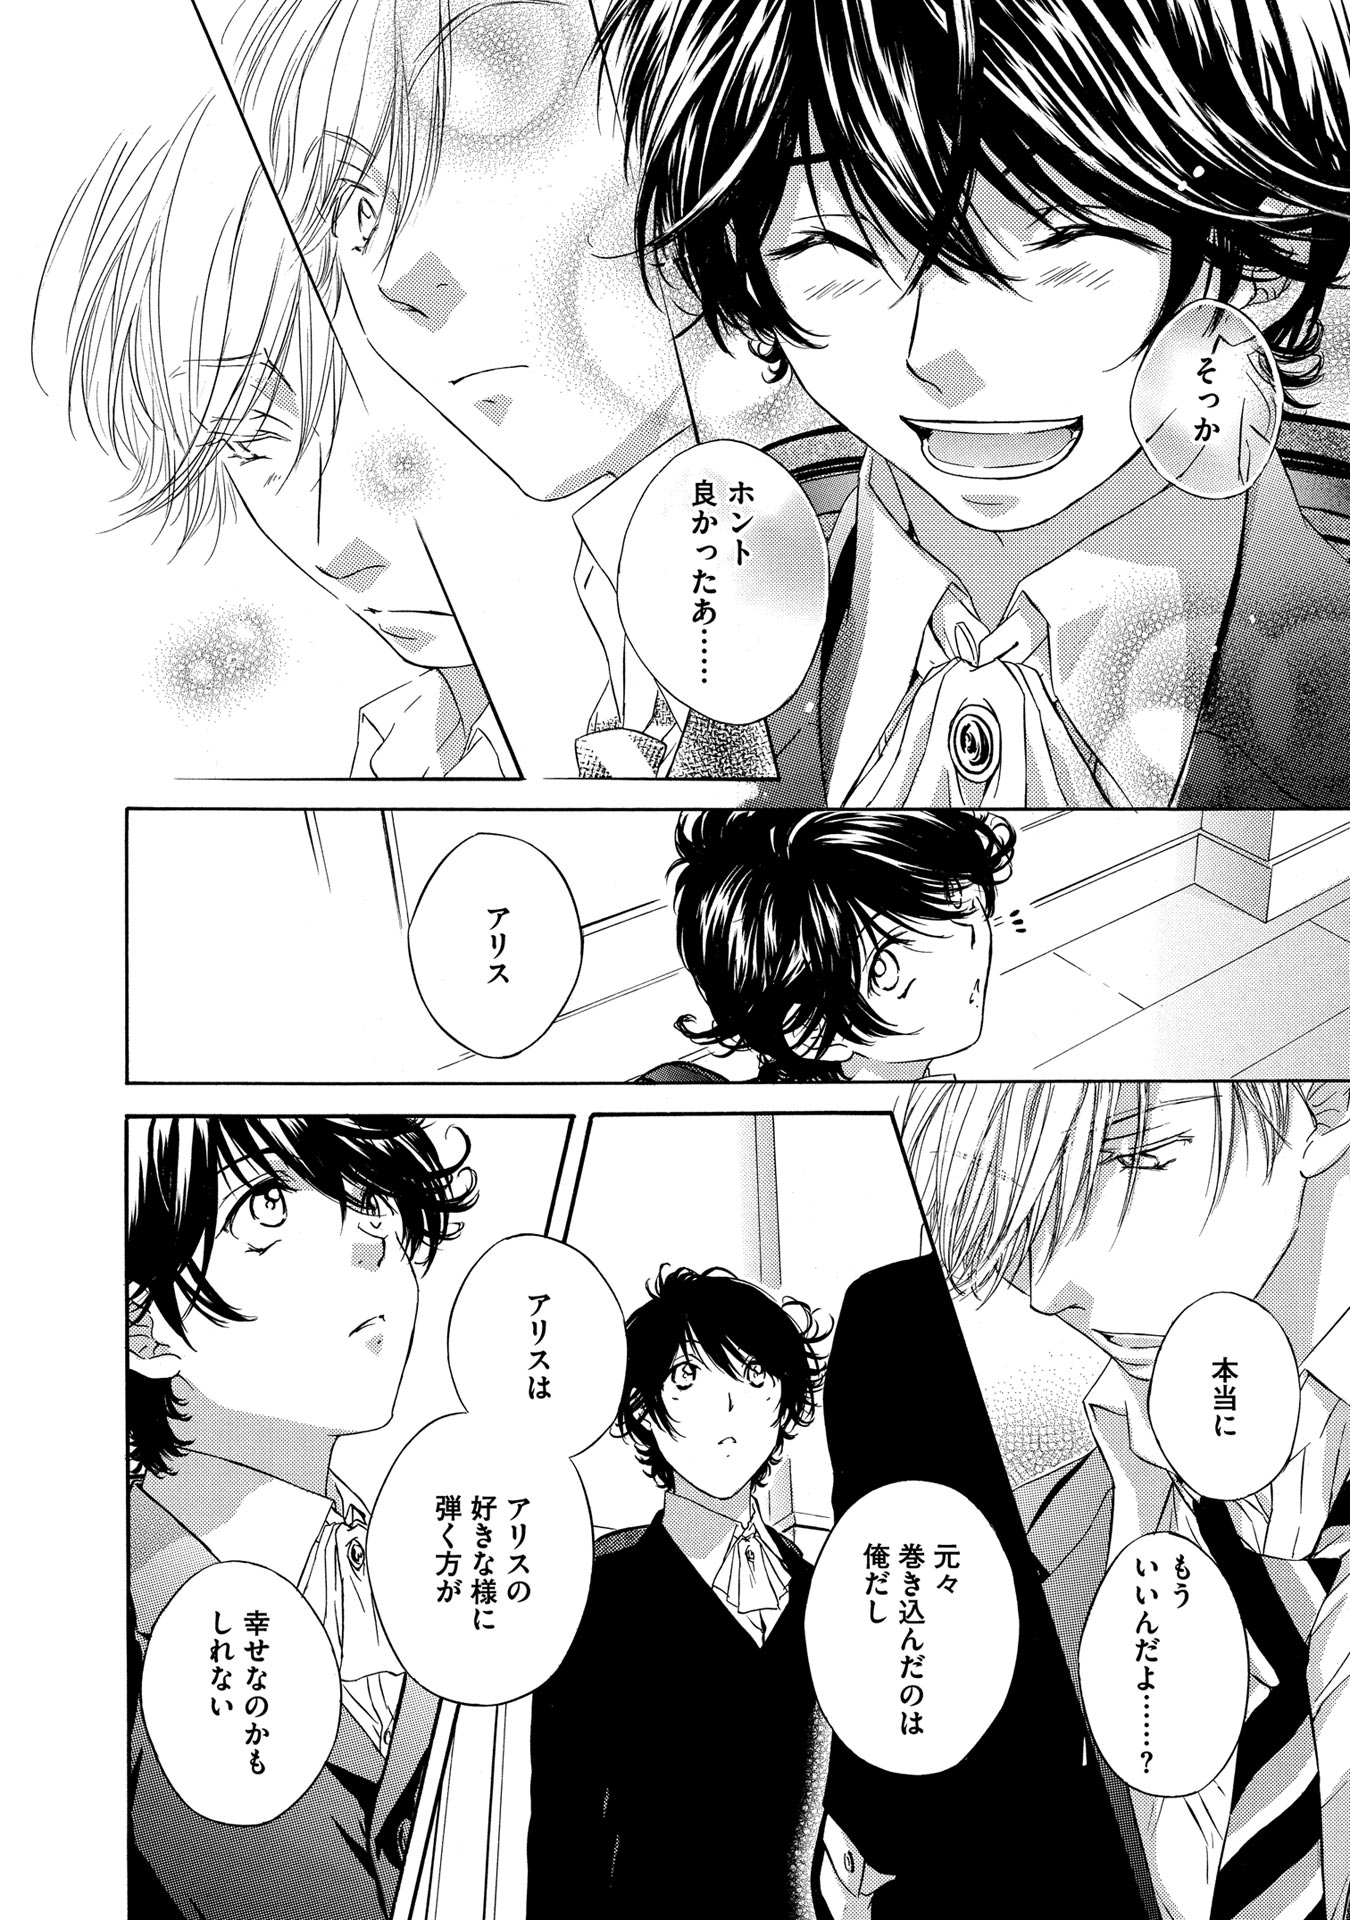 そっか
ホント
良かったあ……
アリス
本当に
もう
いいんだよ……？
元々
巻き込んだのは
俺だし
アリスは
アリスの
好きな様に
弾く方が
幸せなのかも
しれない